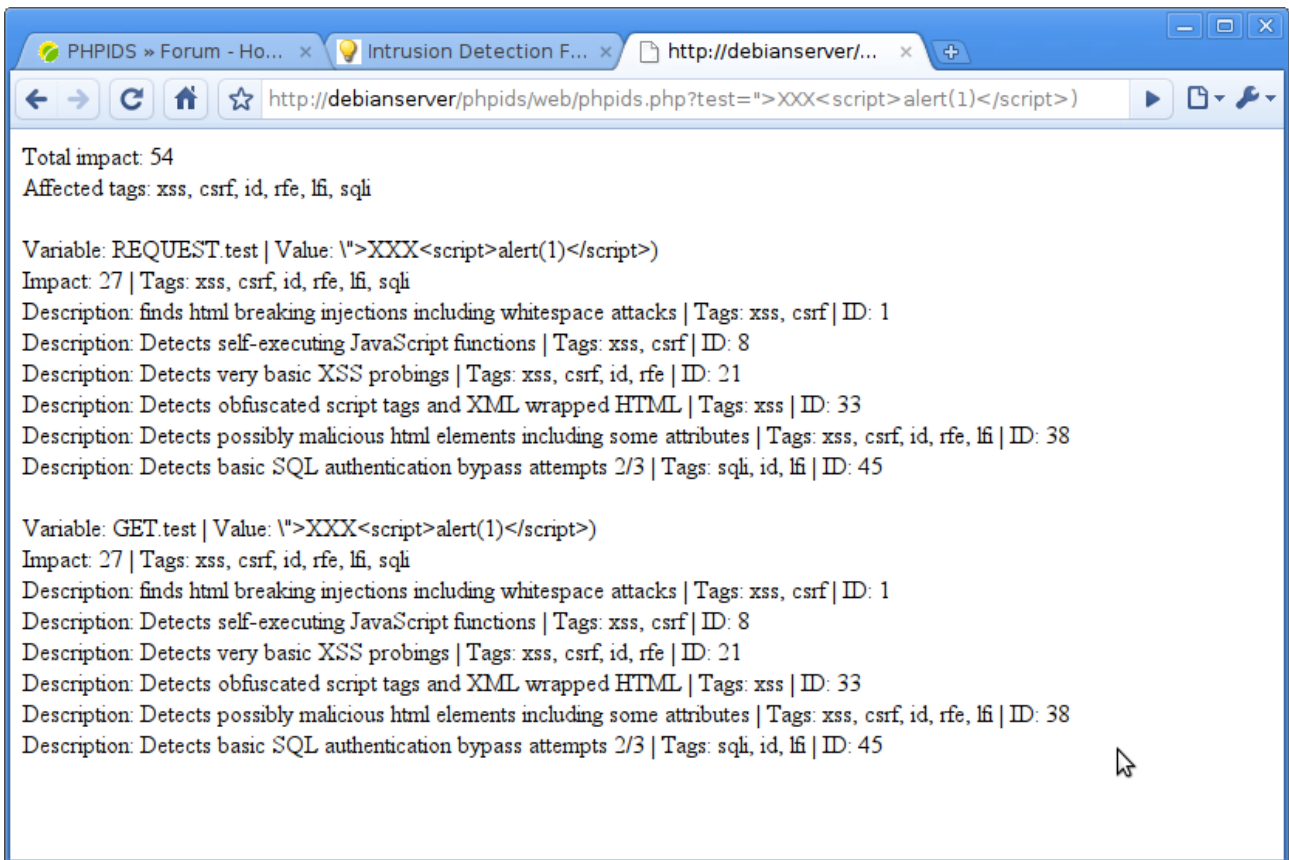 PHPIDS » Forum - Ho...
Intrusion Detection F...
http://debianserver/...
http://debianserver/phpids/web/phpids.php?test=">XXX<script>alert(1)</script>)
Total impact: 54
Affected tags: xss, csrf, id, rfe, lfi, sqli
Variable: REQUEST.test | Value: \">XXX<script>alert(1)</script>)
Impact: 27 | Tags: xss, csrf, id, rfe, lfi, sqli
Description: finds html breaking injections including whitespace attacks | Tags: xss, csrf | ID: 1
Description: Detects self-executing JavaScript functions | Tags: xss, csrf | ID: 8
Description: Detects very basic XSS probings | Tags: xss, csrf, id, rfe | ID: 21
Description: Detects obfuscated script tags and XML wrapped HTML | Tags: xss | ID: 33
Description: Detects possibly malicious html elements including some attributes | Tags: xss, csrf, id, rfe, lfi | ID: 38
Description: Detects basic SQL authentication bypass attempts 2/3 | Tags: sqli, id, lfi | ID: 45
Variable: GET.test | Value: \">XXX<script>alert(1)</script>)
Impact: 27 | Tags: xss, csrf, id, rfe, lfi, sqli
Description: finds html breaking injections including whitespace attacks | Tags: xss, csrf | ID: 1
Description: Detects self-executing JavaScript functions | Tags: xss, csrf | ID: 8
Description: Detects very basic XSS probings | Tags: xss, csrf, id, rfe | ID: 21
Description: Detects obfuscated script tags and XML wrapped HTML | Tags: xss | ID: 33
Description: Detects possibly malicious html elements including some attributes | Tags: xss, csrf, id, rfe, lfi | ID: 38
Description: Detects basic SQL authentication bypass attempts 2/3 | Tags: sqli, id, lfi | ID: 45